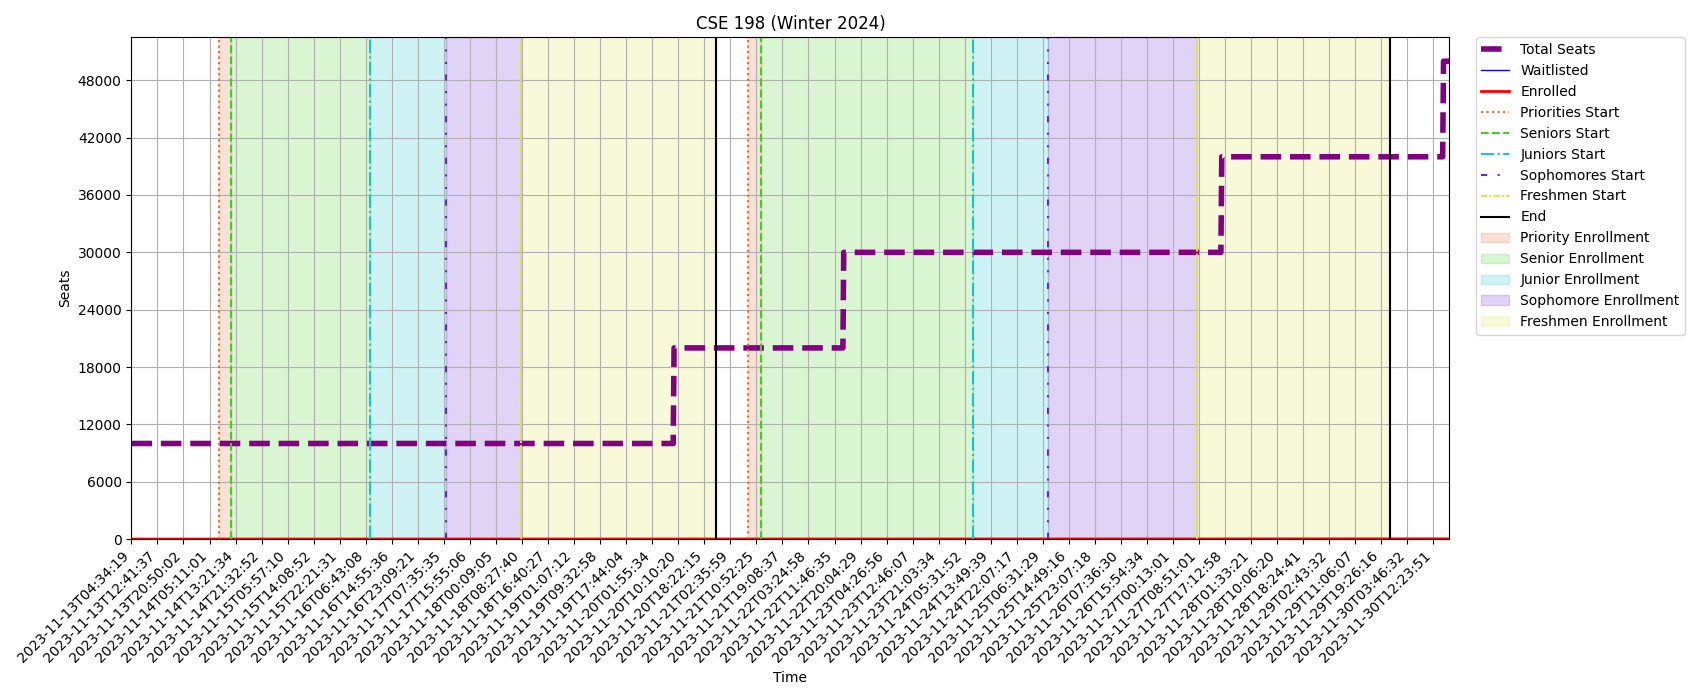 CSE 198 (Winter 2024)
Seats
48000
42000
36000
30000
24000
18000
12000
6000
0
2023-11-13T04:34:19
2023-11-13T12:41:37
2023-11-13T20:50:02
2023-11-14T05:11:01
2023-11-14T13:21:34
2023-11-14T21:32:52
2023-11-15T05:57:10
2023-11-15T14:08:52
2023-11-15T22:21:31
2023-11-16T06:43:08
2023-11-16T14:55:36
2023-11-16T23:09:21
2023-11-17T07:35:35
2023-11-17T15:55:06
2023-11-18T00:09:05
2023-11-18T08:27:40
2023-11-18T16:40:27
2023-11-19T01:07:12
2023-11-19T09:32:58
2023-11-19T17:44:04
2023-11-20T01:55:34
2023-11-20T10:10:20
2023-11-20T18:22:15
2023-11-21T02:35:59
2023-11-21T10:52:25
2023-11-21T19:08:37
2023-11-22T03:24:58
2023-11-22T11:46:35
2023-11-22T20:04:29
2023-11-23T04:26:56
2023-11-23T12:46:07
2023-11-23T21:03:34
2023-11-24T05:31:52
2023-11-24T13:49:39
2023-11-24T22:07:17
2023-11-25T06:31:29
2023-11-25T14:49:16
2023-11-25T23:07:18
2023-11-26T07:36:30
2023-11-26T15:54:34
2023-11-27T00:13:01
2023-11-27T08:51:01
2023-11-27T17:12:58
2023-11-28T01:33:21
2023-11-28T10:06:20
2023-11-28T18:24:41
2023-11-29T02:43:32
2023-11-29T11:06:07
2023-11-29T19:26:16
2023-11-30T03:46:32
2023-11-30T12:23:51
Time
Total Seats
Waitlisted
Enrolled
Priorities Start
Seniors Start
Juniors Start
Sophomores Start
Freshmen Start
End
Priority Enrollment
Senior Enrollment
Junior Enrollment
Sophomore Enrollment
Freshmen Enrollment